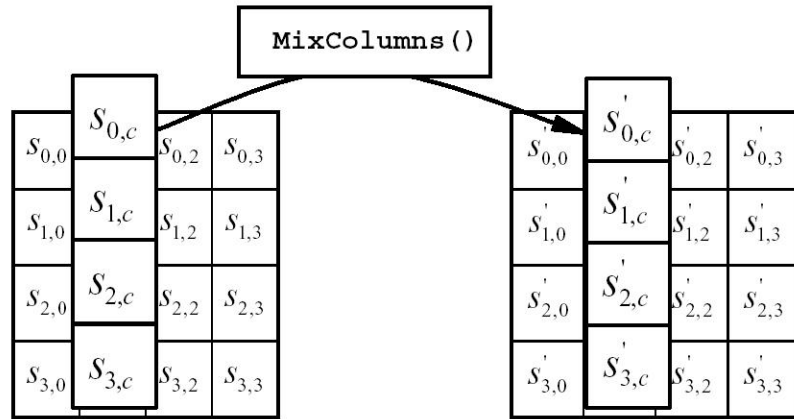 MixColumns()
s0,0 s0,c s0,2 s0,3
s1,0 s1,c s1,2 s1,3
s2,0 s2,c s2,2 s2,3
s3,0 s3,c s3,2 s3,3
s'0,0 s'0,c s'0,2 s'0,3
s'1,0 s'1,c s'1,2 s'1,3
s'2,0 s'2,c s'2,2 s'2,3
s'3,0 s'3,c s'3,2 s'3,3